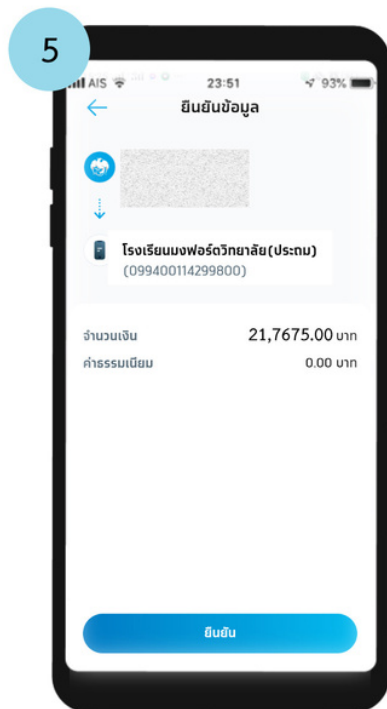 5
AIS 23:51 93%
ยืนยันข้อมูล
โรงเรียนมงฟอร์ตวิทยาลัย(ประถม)
(099400114299800)
จำนวนเงิน 21,7675.00 บาท
ค่าธรรมเนียม 0.00 บาท
ยืนยัน